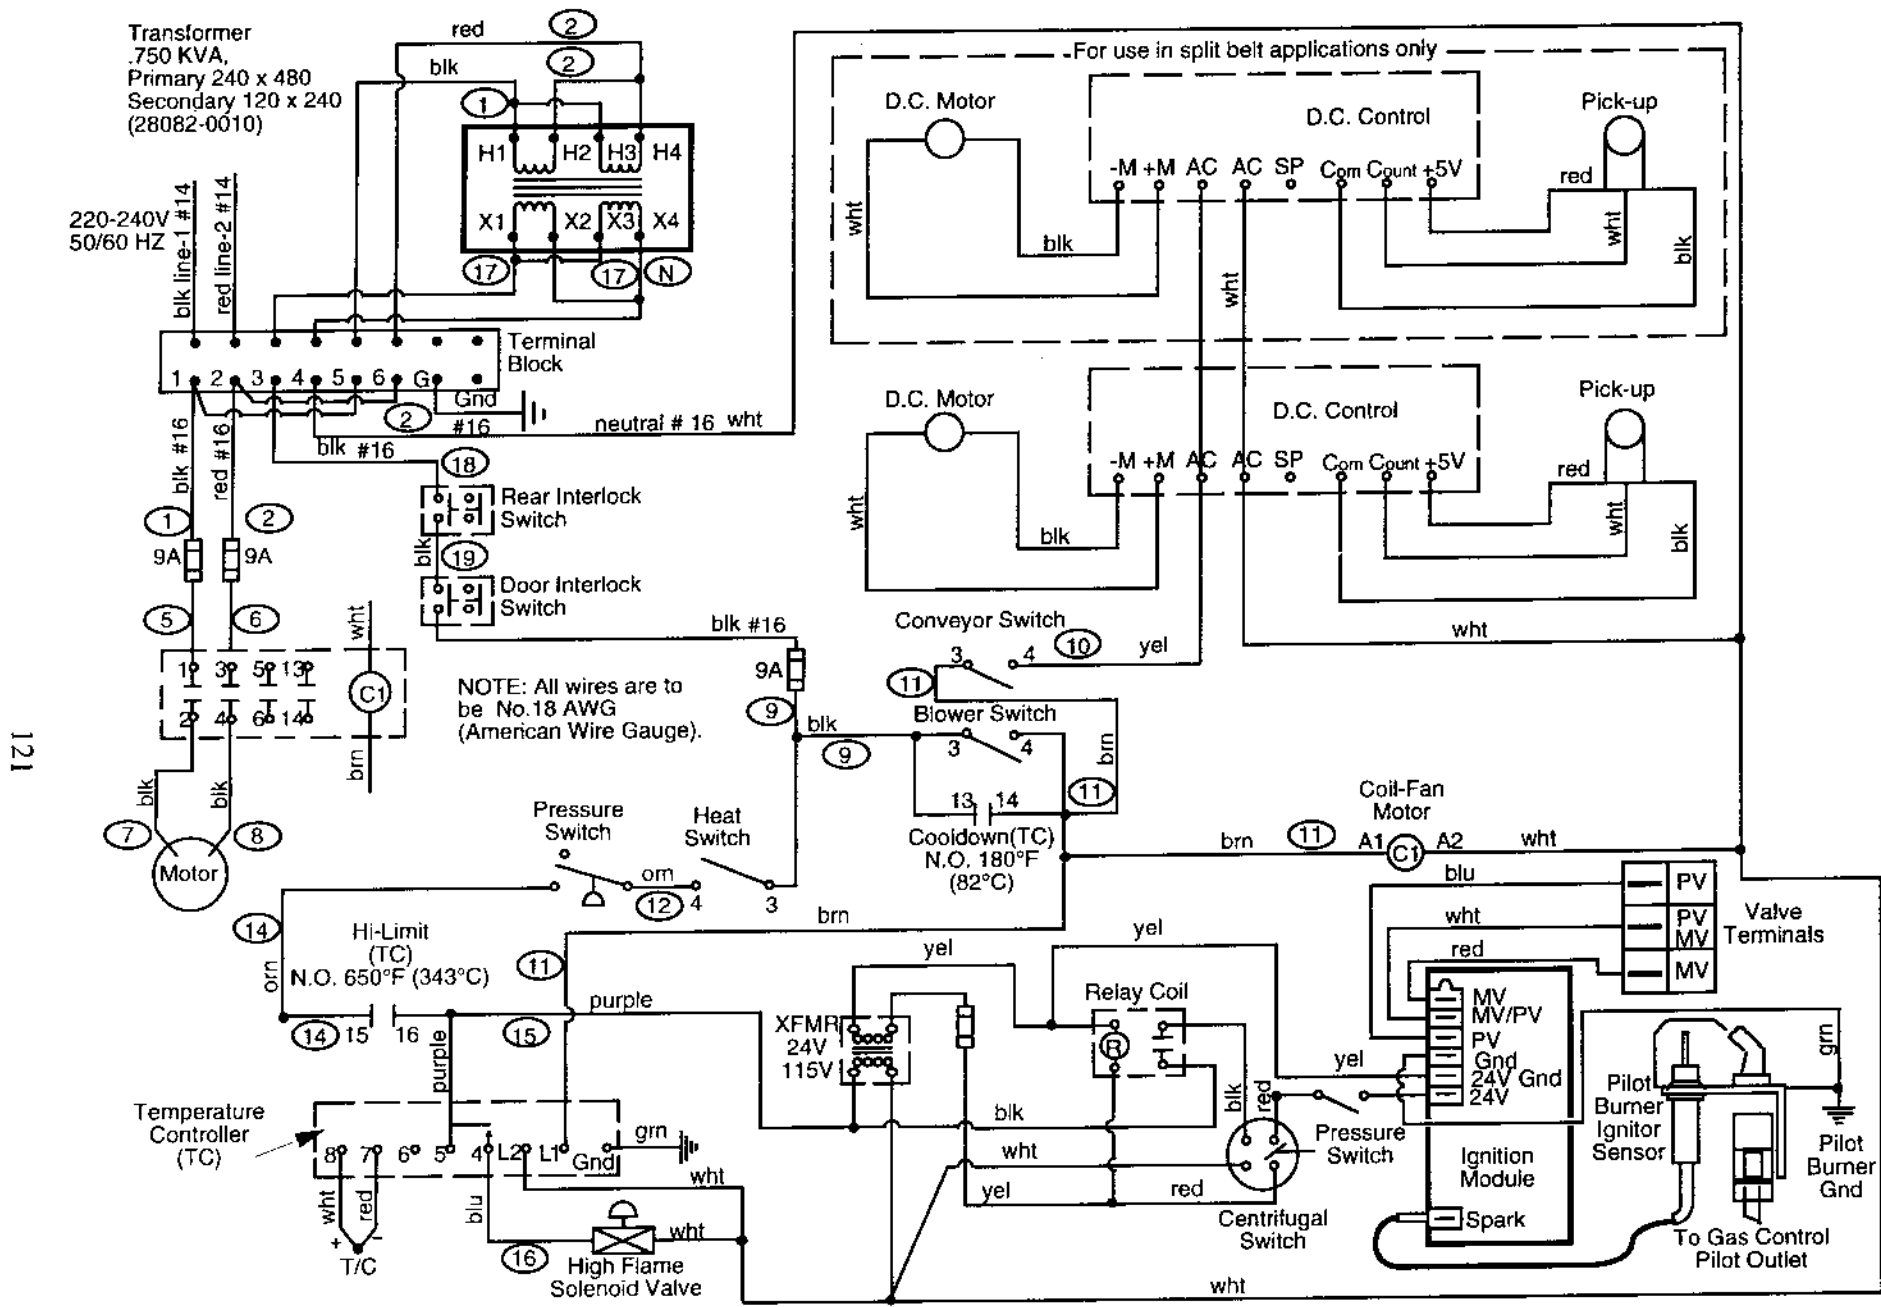 Transformer
.750 KVA,
Primary 240 x 480
Secondary 120 x 240
(28082-0010)
red
2
blk
2
1
H1 H2 H3 H4
X1 X2 X3 X4
17 17 N
220-240V
50/60 HZ
blk line-1 #14
red line-2 #14
Terminal
Block
1 2 3 4 5 6 G
Gnd
2
#16
neutral # 16 wht
blk #16
18
blk #16
red #16
Rear Interlock
Switch
1 2
9A 9A
blk
19
Door Interlock
Switch
5 6
wht
blk #16
1 3 5 13
C1
2 4 6 14
brn
NOTE: All wires are to
be No.18 AWG
(American Wire Gauge).
9A
9
blk
9
blk blk
7 8
Motor
121
For use in split belt applications only
D.C. Motor
D.C. Control
Pick-up
-M +M AC AC SP Com Count +5V
red
wht
blk
wht
wht
blk
D.C. Motor
D.C. Control
Pick-up
-M +M AC AC SP Com Count +5V
red
wht
blk
wht
blk
Conveyor Switch
10
yel
wht
3 4
11
Blower Switch
3 4
brn
11
13 14
Cooldown(TC)
N.O. 180°F
(82°C)
Coil-Fan
Motor
brn
11
A1 C1 A2
wht
Pressure
Switch
Heat
Switch
orn
12
4 3
14
orn
Hi-Limit
(TC)
N.O. 650°F (343°C)
14 15 16
15
purple
purple
brn
11
yel
yel
XFMR
24V
115V
Relay Coil
R
blu
wht
red
PV
PV
MV
MV
Valve
Terminals
MV
MV/PV
PV
Gnd
24V Gnd
24V
yel
Ignition
Module
Spark
Pilot
Burner
Ignitor
Sensor
grn
Pilot
Burner
Gnd
To Gas Control
Pilot Outlet
blk
blk
red
Pressure
Switch
wht
yel
red
Centrifugal
Switch
Temperature
Controller
(TC)
8 7 6 5 4 L2 L1 Gnd
grn
wht
wht
red
+ -
T/C
blu
16
wht
High Flame
Solenoid Valve
wht